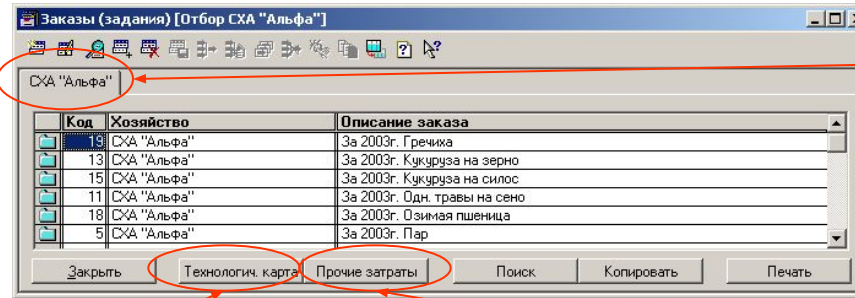 Заказы (задания) [Отбор СХА "Альфа"]
СХА "Альфа"
Код Хозяйство Описание заказа
19 СХА "Альфа" За 2003г. Гречиха
13 СХА "Альфа" За 2003г. Кукуруза на зерно
15 СХА "Альфа" За 2003г. Кукуруза на силос
11 СХА "Альфа" За 2003г. Одн. травы на сено
18 СХА "Альфа" За 2003г. Озимая пшеница
5 СХА "Альфа" За 2003г. Пар
Закрыть Технологич. карта Прочие затраты Поиск Копировать Печать